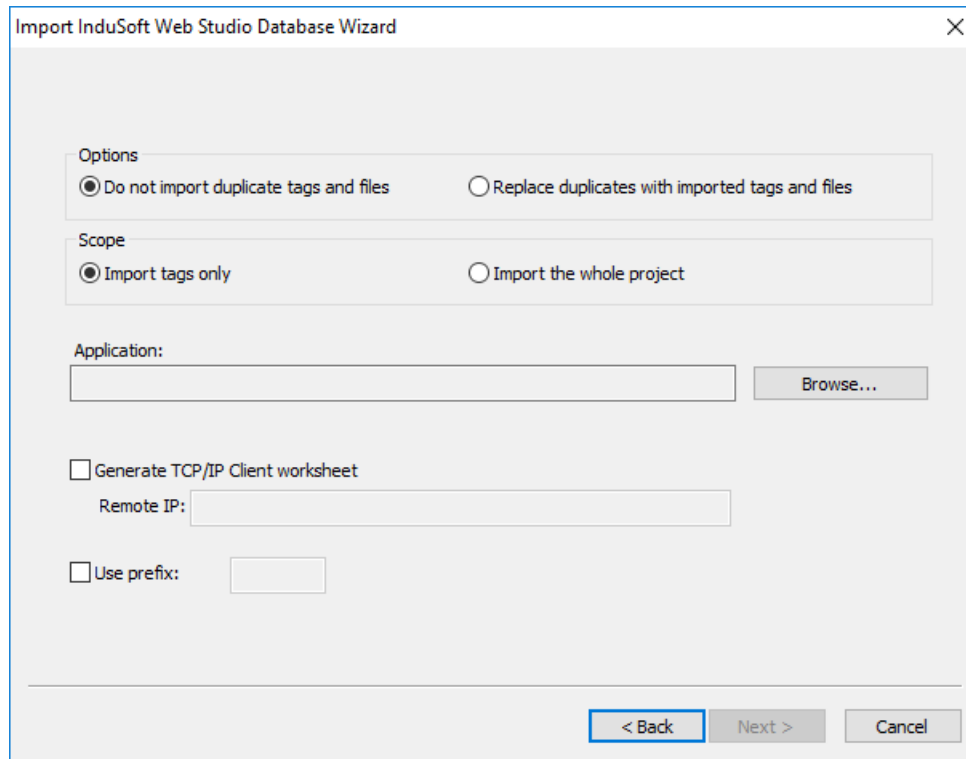 Import InduSoft Web Studio Database Wizard
Options
Do not import duplicate tags and files
Replace duplicates with imported tags and files
Scope
Import tags only
Import the whole project
Application:
Browse...
Generate TCP/IP Client worksheet
Remote IP:
Use prefix:
< Back
Next >
Cancel